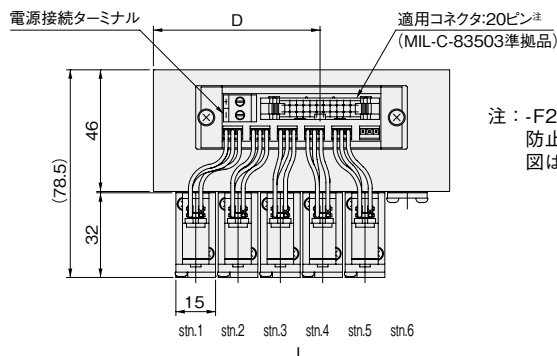 電源接続ターミナル
D
適用コネクタ:20ピン注
(MIL-C-83503準拠品)
注：-F2
防止
図は
46
(78.5)
32
15
stn.1 stn.2 stn.3 stn.4 stn.5 stn.6